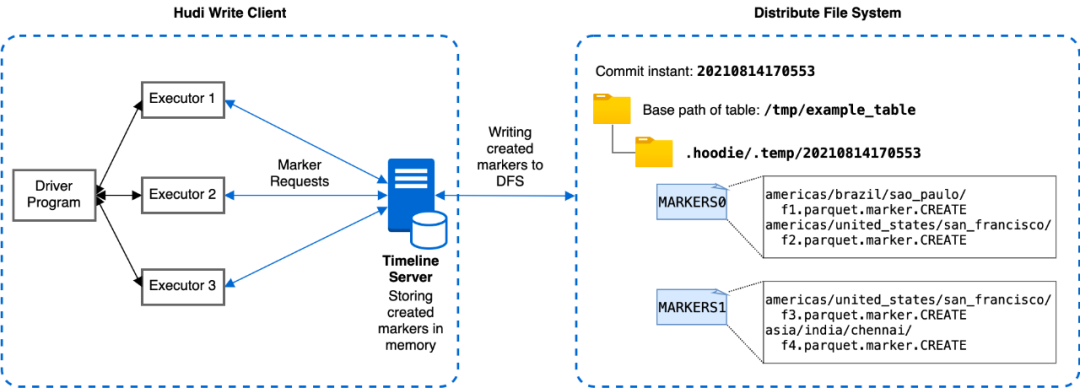 Hudi Write Client
Distribute File System
Driver
Program
Executor 1
Executor 2
Executor 3
Marker
Requests
Timeline
Server
Storing
created
markers in
memory
Writing
created
markers to
DFS
Commit instant: 20210814170553
Base path of table: /tmp/example_table
.hoodie/.temp/20210814170553
MARKERS0
americas/brazil/sao_paulo/
f1.parquet.marker.CREATE
americas/united_states/san_francisco/
f2.parquet.marker.CREATE
MARKERS1
americas/united_states/san_francisco/
f3.parquet.marker.CREATE
asia/india/chennai/
f4.parquet.marker.CREATE